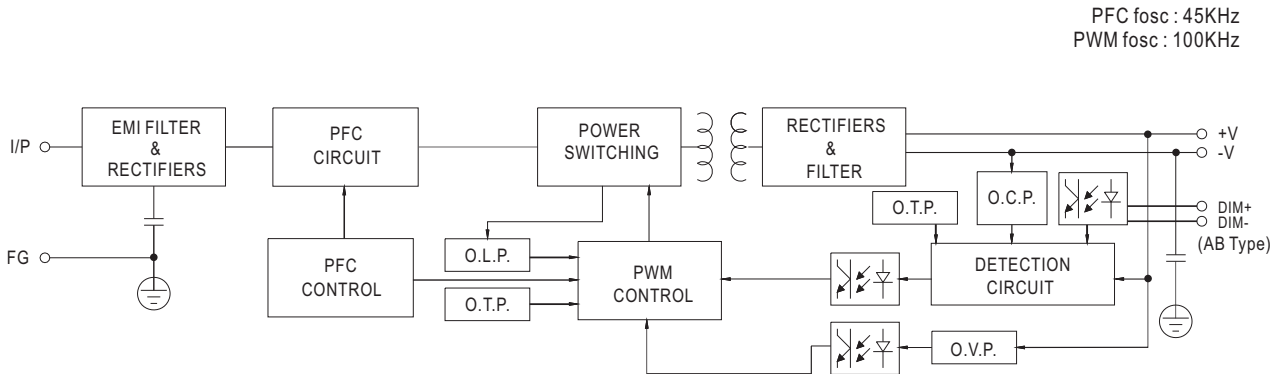 PFC fosc : 45KHz
PWM fosc : 100KHz
I/P
EMI FILTER
&
RECTIFIERS
PFC
CIRCUIT
POWER
SWITCHING
RECTIFIERS
&
FILTER
+V
-V
O.T.P.
O.C.P.
DIM+
DIM-
(AB Type)
FG
PFC
CONTROL
O.L.P.
O.T.P.
PWM
CONTROL
DETECTION
CIRCUIT
O.V.P.